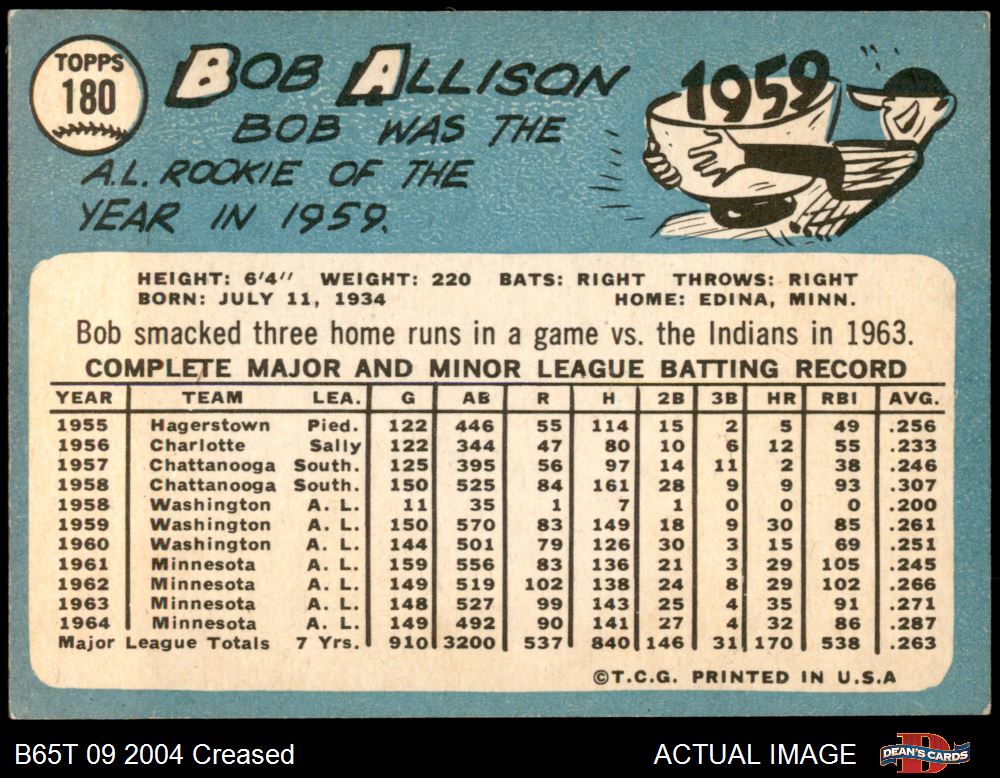 TOPPS
180
BOB ALLISON
BOB WAS THE
A.L. ROOKIE OF THE
YEAR IN 1959.
1959
HEIGHT: 6'4" WEIGHT: 220 BATS: RIGHT THROWS: RIGHT
BORN: JULY 11, 1934 HOME: EDINA, MINN.
Bob smacked three home runs in a game vs. the Indians in 1963.
COMPLETE MAJOR AND MINOR LEAGUE BATTING RECORD
YEAR TEAM LEA. G AB R H 2B 3B HR RBI AVG.
1955 Hagerstown Pied. 122 446 55 114 15 2 5 49 .256
1956 Charlotte Sally 122 344 47 80 10 6 12 55 .233
1957 Chattanooga South. 125 395 56 97 14 11 2 38 .246
1958 Chattanooga South. 150 525 84 161 28 9 9 93 .307
1958 Washington A. L. 11 35 1 7 1 0 0 0 .200
1959 Washington A. L. 150 570 83 149 18 9 30 85 .261
1960 Washington A. L. 144 501 79 126 30 3 15 69 .251
1961 Minnesota A. L. 159 556 83 136 21 3 29 105 .245
1962 Minnesota A. L. 149 519 102 138 24 8 29 102 .266
1963 Minnesota A. L. 148 527 99 143 25 4 35 91 .271
1964 Minnesota A. L. 149 492 90 141 27 4 32 86 .287
Major League Totals 7 Yrs. 910 3200 537 840 146 31 170 538 .263
©T.C.G. PRINTED IN U.S.A
B65T 09 2004 Creased ACTUAL IMAGE
D
DEAN'S CARDS